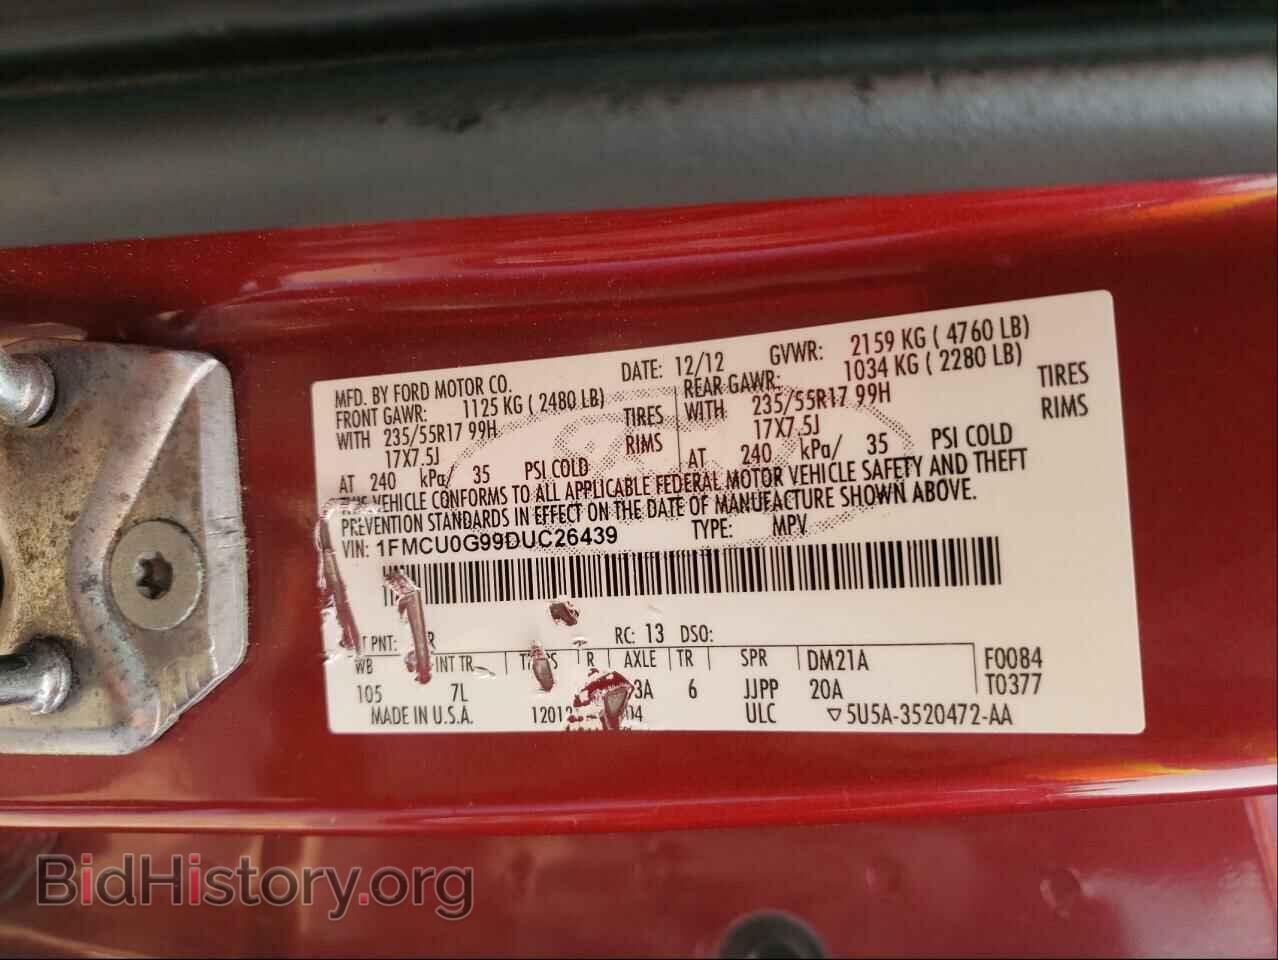 MFD. BY FORD MOTOR CO. DATE: 12/12 GVWR: 2159 KG ( 4760 LB)
FRONT GAWR: 1125 KG ( 2480 LB) REAR GAWR: 1034 KG ( 2280 LB)
WITH 235/55R17 99H TIRES WITH 235/55R17 99H TIRES
17X7.5J RIMS 17X7.5J RIMS
AT 240 kPa/ 35 PSI COLD AT 240 kPa/ 35 PSI COLD
THIS VEHICLE CONFORMS TO ALL APPLICABLE FEDERAL MOTOR VEHICLE SAFETY AND THEFT
PREVENTION STANDARDS IN EFFECT ON THE DATE OF MANUFACTURE SHOWN ABOVE.
VIN: 1FMCU0G99DUC26439 TYPE: MPV
PNT: RC: 13 DSO:
WB INT TR R AXLE TR SPR DM21A F0084
105 7L 6 JJPP 20A T0377
MADE IN U.S.A. ULC ▽5U5A-3520472-AA
BidHistory.org